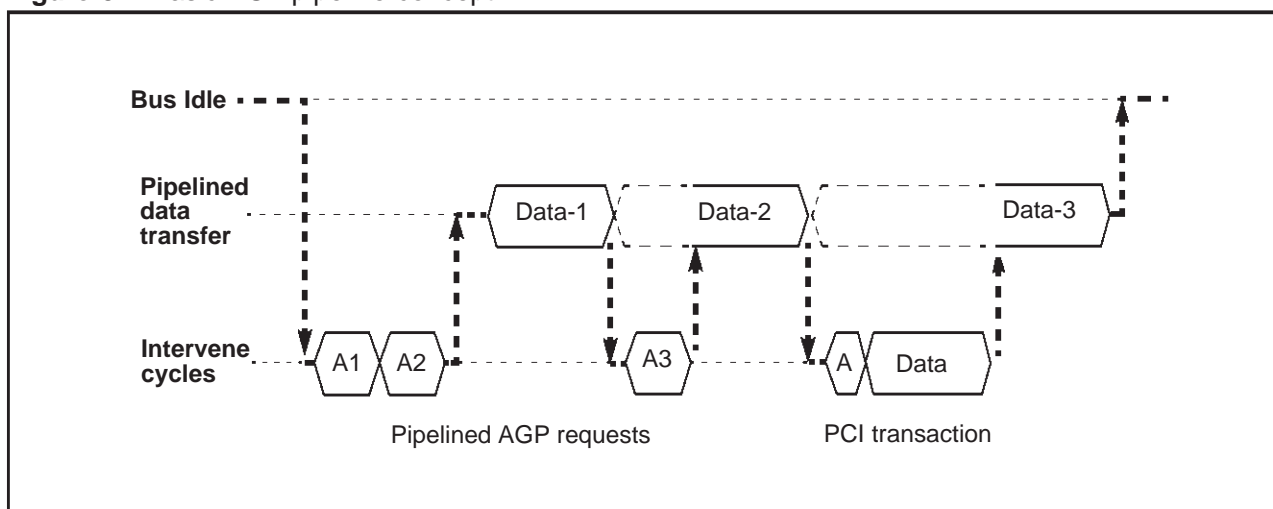 Bus Idle
Pipelined
data
transfer
Data-1
Data-2
Data-3
Intervene
cycles
A1
A2
A3
A
Data
Pipelined AGP requests
PCI transaction